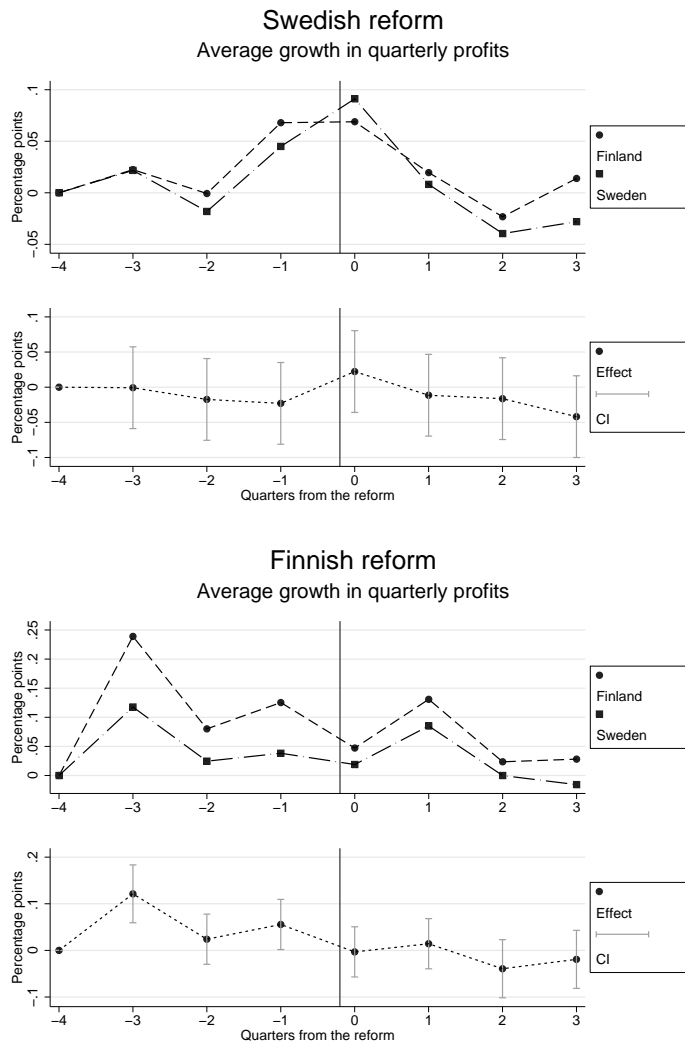 Swedish reform
Average growth in quarterly profits
Percentage points
.1
.05
0
−.05
−4 −3 −2 −1 0 1 2 3
Finland
Sweden
Percentage points
.1
.05
0
−.05
−.1
−4 −3 −2 −1 0 1 2 3
Quarters from the reform
Effect
CI
Finnish reform
Average growth in quarterly profits
Percentage points
.25
.2
.15
.1
.05
0
−4 −3 −2 −1 0 1 2 3
Finland
Sweden
Percentage points
.2
.1
0
−.1
−4 −3 −2 −1 0 1 2 3
Quarters from the reform
Effect
CI